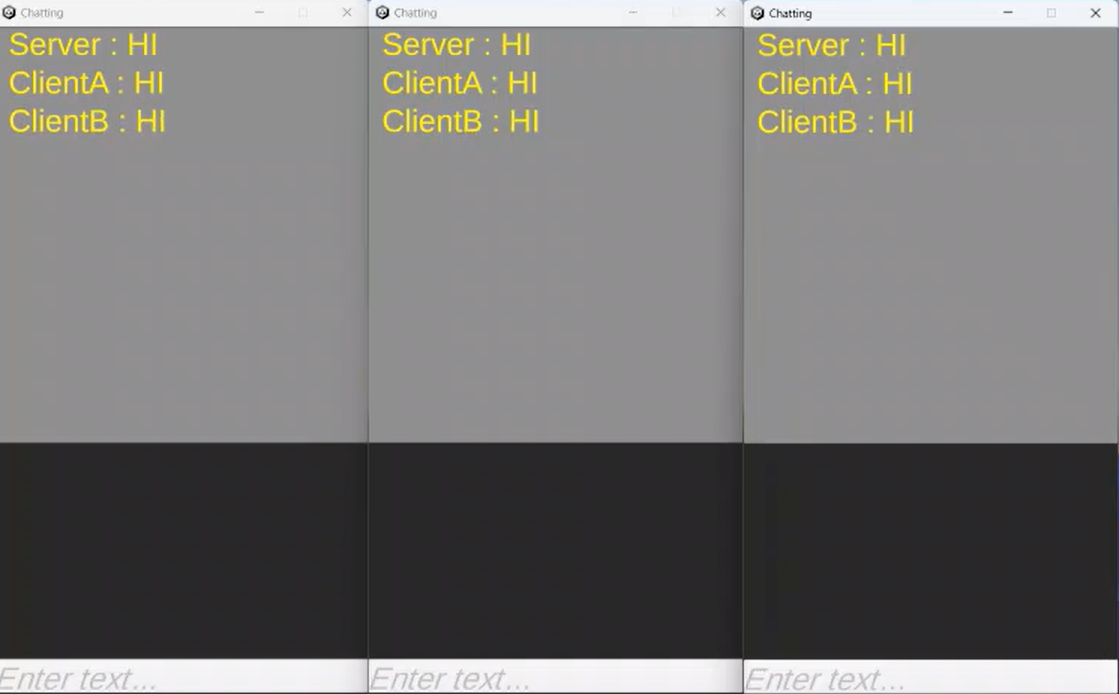 Chatting
Server : HI
ClientA : HI
ClientB : HI
Enter text...
Chatting
Server : HI
ClientA : HI
ClientB : HI
Enter text...
Chatting
Server : HI
ClientA : HI
ClientB : HI
Enter text...